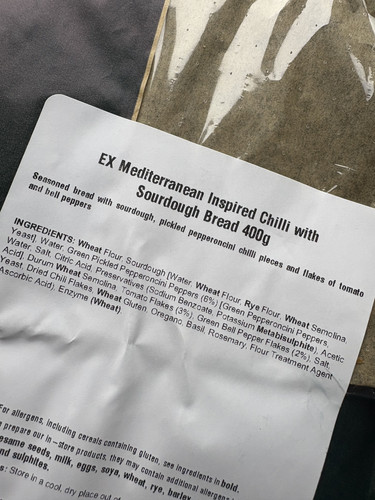 EX Mediterranean Inspired Chilli with
Sourdough Bread 400g
Seasoned bread with sourdough, pickled pepperoncini chilli pieces and flakes of tomato
and bell peppers
INGREDIENTS: Wheat Flour, Sourdough [Water, Wheat Flour, Rye Flour, Wheat Semolina,
Yeast], Water, Green Pickled Pepperoncini Peppers (6%) [Green Pepperoncini Peppers,
Water, Salt, Citric Acid, Preservatives (Sodium Benzoate, Potassium Metabisulphite), Acetic
Acid], Durum Wheat Semolina, Tomato Flakes (3%), Green Bell Pepper Flakes (2%), Salt,
Yeast, Dried Chili Flakes, Wheat Gluten, Oregano, Basil, Rosemary, Flour Treatment Agent
Ascorbic Acid), Enzyme (Wheat).
For allergens, including cereals containing gluten, see ingredients in bold.
prepare our in-store products, they may contain additional allergens
esame seeds, milk, eggs, soya, wheat, rye, barley
and sulphites.
: Store in a cool, dry place out of